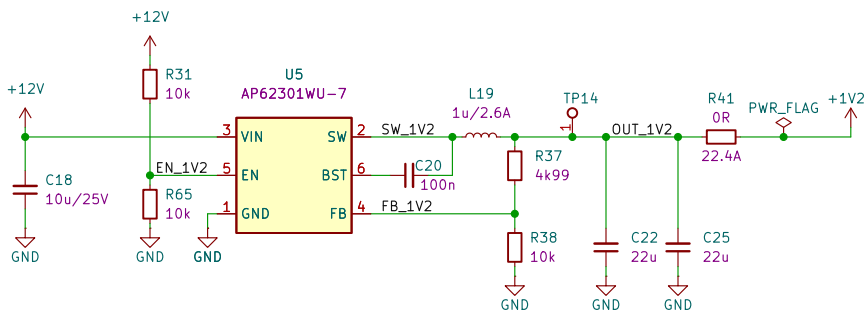 +12V
+12V
R31
10k
U5
AP62301WU-7
L19
1u/2.6A
TP14
1
R41
0R
22.4A
PWR_FLAG
+1V2
3
VIN
SW
2
SW_1V2
OUT_1V2
C18
10u/25V
EN_1V2
5
EN
BST
6
C20
100n
R37
4k99
R65
10k
1
GND
FB
4
FB_1V2
R38
10k
C22
22u
C25
22u
GND
GND
GND
GND
GND
GND